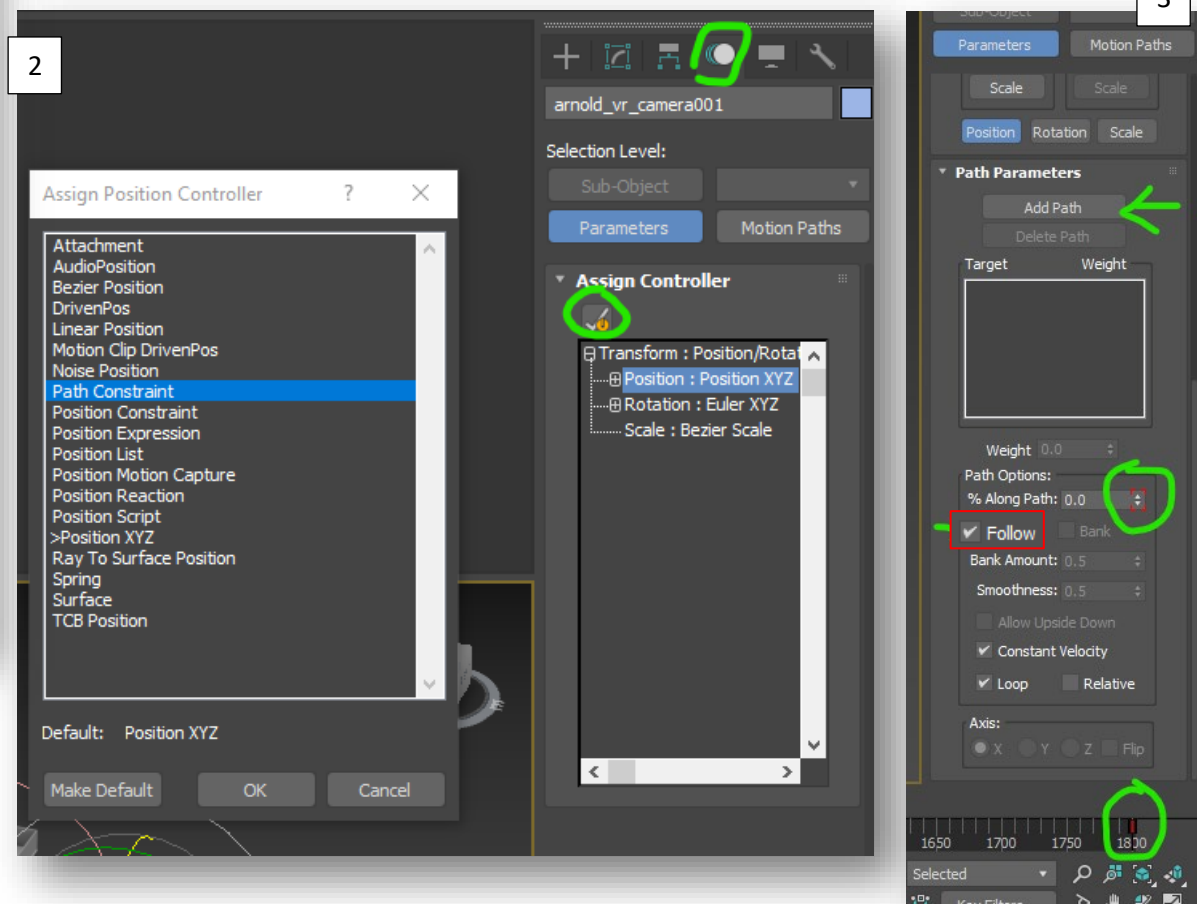 2
Assign Position Controller ? ×
Attachment
AudioPosition
Bezier Position
DrivenPos
Linear Position
Motion Clip DrivenPos
Noise Position
Path Constraint
Position Constraint
Position Expression
Position List
Position Motion Capture
Position Reaction
Position Script
>Position XYZ
Ray To Surface Position
Spring
Surface
TCB Position
Default: Position XYZ
Make Default OK Cancel
arnold_vr_camera001
Selection Level:
Sub-Object
Parameters Motion Paths
Assign Controller
Transform : Position/Rotat
Position : Position XYZ
Rotation : Euler XYZ
Scale : Bezier Scale
Sub-Object
Parameters Motion Paths
Scale Scale
Position Rotation Scale
Path Parameters
Add Path
Delete Path
Target Weight
Weight 0.0
Path Options:
% Along Path: 0.0
Follow Bank
Bank Amount: 0.5
Smoothness: 0.5
Allow Upside Down
Constant Velocity
Loop Relative
Axis:
X Y Z Flip
1650 1700 1750 1800
Selected
Key Filters